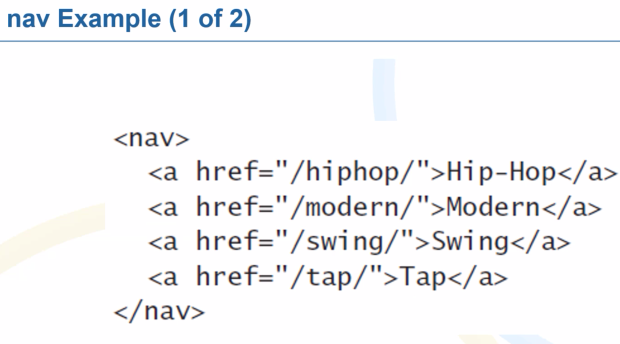 nav Example (1 of 2)
<nav>
<a href="/hiphop/">Hip-Hop</a>
<a href="/modern/">Modern</a>
<a href="/swing/">Swing</a>
<a href="/tap/">Tap</a>
</nav>